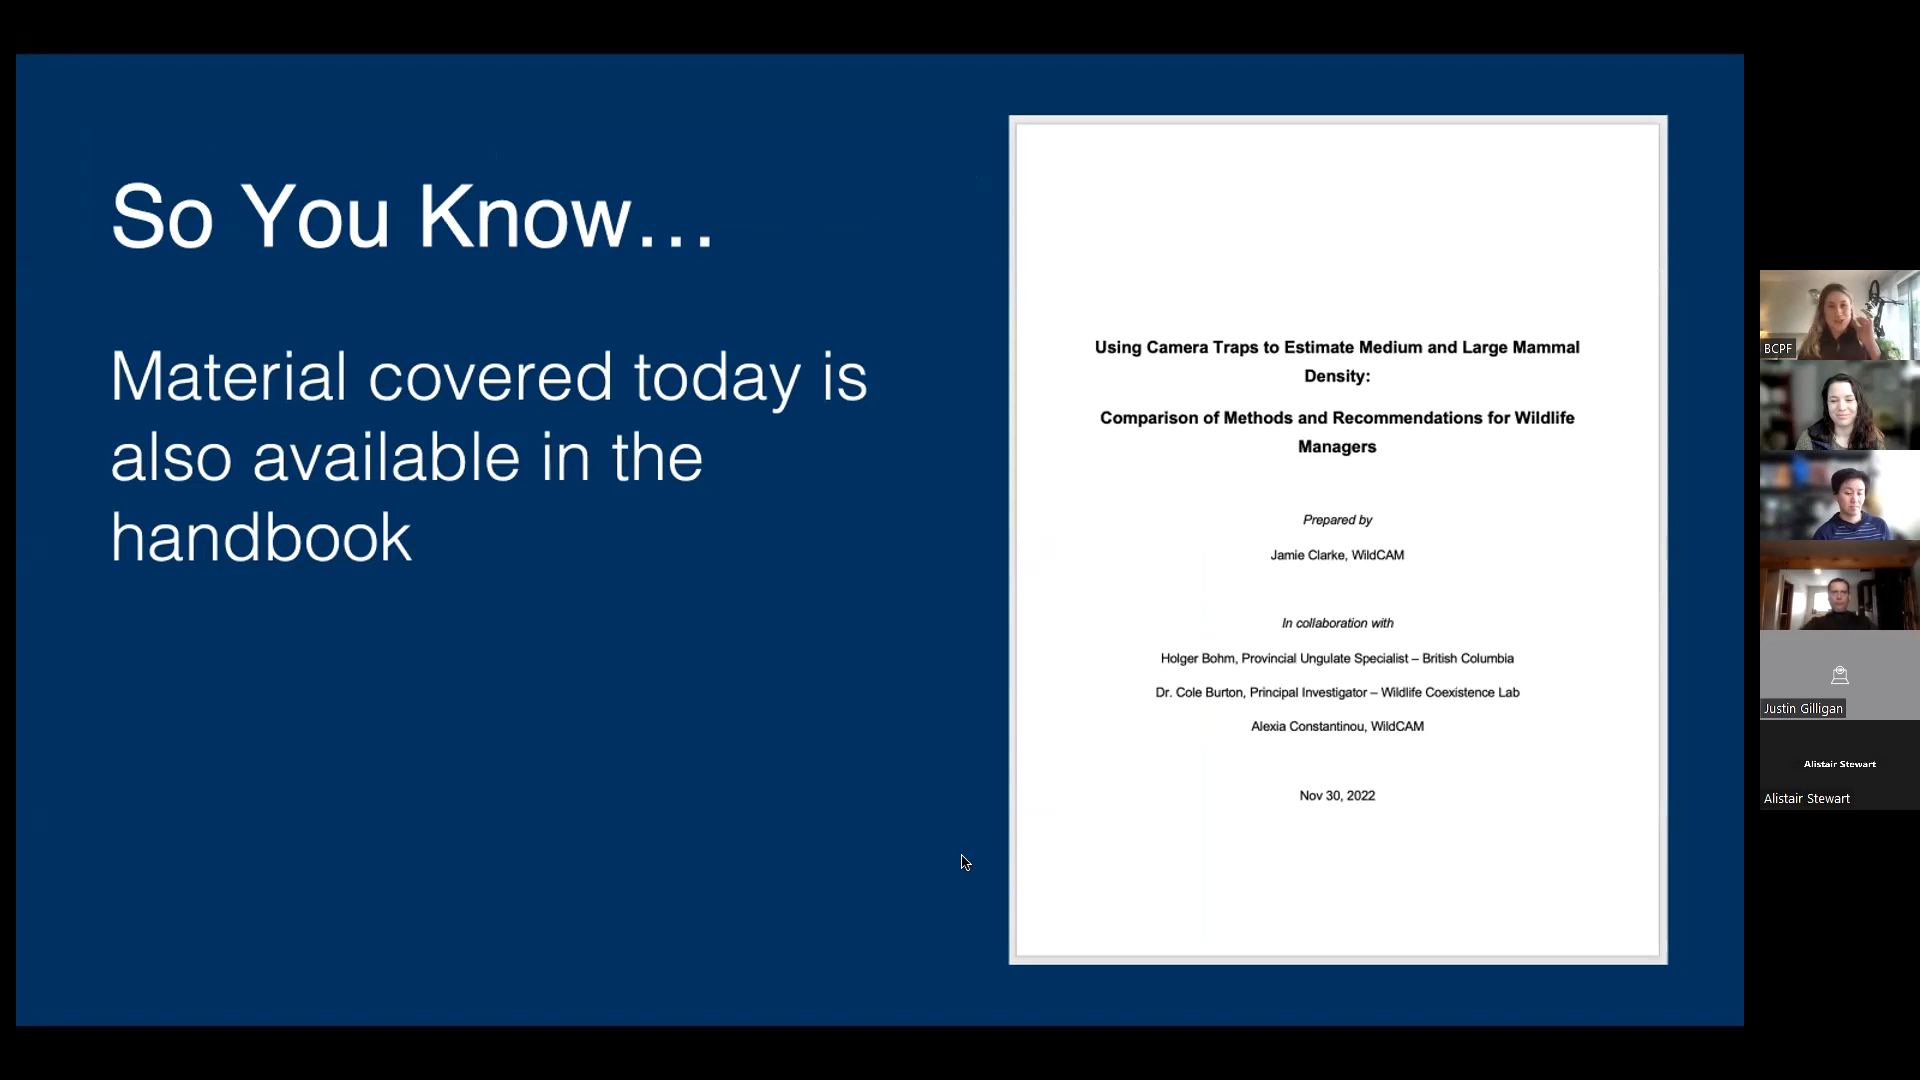 So You Know...
Material covered today is
also available in the
handbook
Using Camera Traps to Estimate Medium and Large Mammal
Density:
Comparison of Methods and Recommendations for Wildlife
Managers
Prepared by
Jamie Clarke, WildCAM
In collaboration with
Holger Bohm, Provincial Ungulate Specialist – British Columbia
Dr. Cole Burton, Principal Investigator – Wildlife Coexistence Lab
Alexia Constantinou, WildCAM
Nov 30, 2022
BCPF
Justin Gilligan
Alistair Stewart
Alistair Stewart